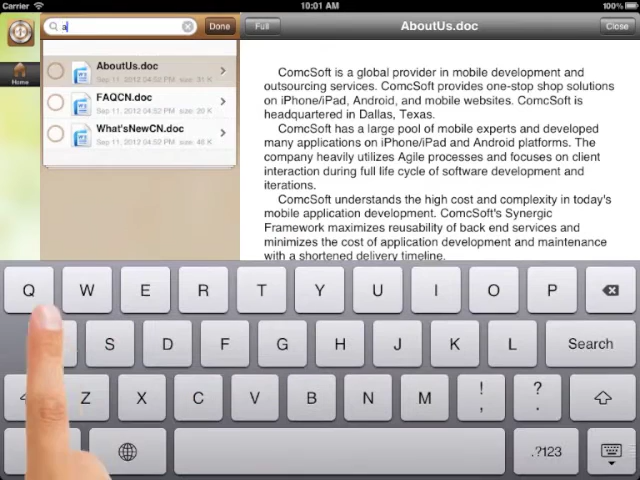 Carrier
10:01 AM
100%
a
Done
Full
AboutUs.doc
Close
Home
AboutUs.doc
Sep 11, 2012 04:52 PM size: 31 K
FAQCN.doc
Sep 11, 2012 04:52 PM size: 20 K
What'sNewCN.doc
Sep 11, 2012 04:52 PM size: 46 K
ComcSoft is a global provider in mobile development and
outsourcing services. ComcSoft provides one-stop shop solutions
on iPhone/iPad, Android, and mobile websites. ComcSoft is
headquartered in Dallas, Texas.
ComcSoft has a large pool of mobile experts and developed
many applications on iPhone/iPad and Android platforms. The
company heavily utilizes Agile processes and focuses on client
interaction during full life cycle of software development and
iterations.
ComcSoft understands the high cost and complexity in today's
mobile application development. ComcSoft's Synergic
Framework maximizes reusability of back end services and
minimizes the cost of application development and maintenance
with a shortened delivery timeline.
Q W E R T Y U I O P
S D F G H J K L Search
Z X C V B N M ! , ? .
.?123